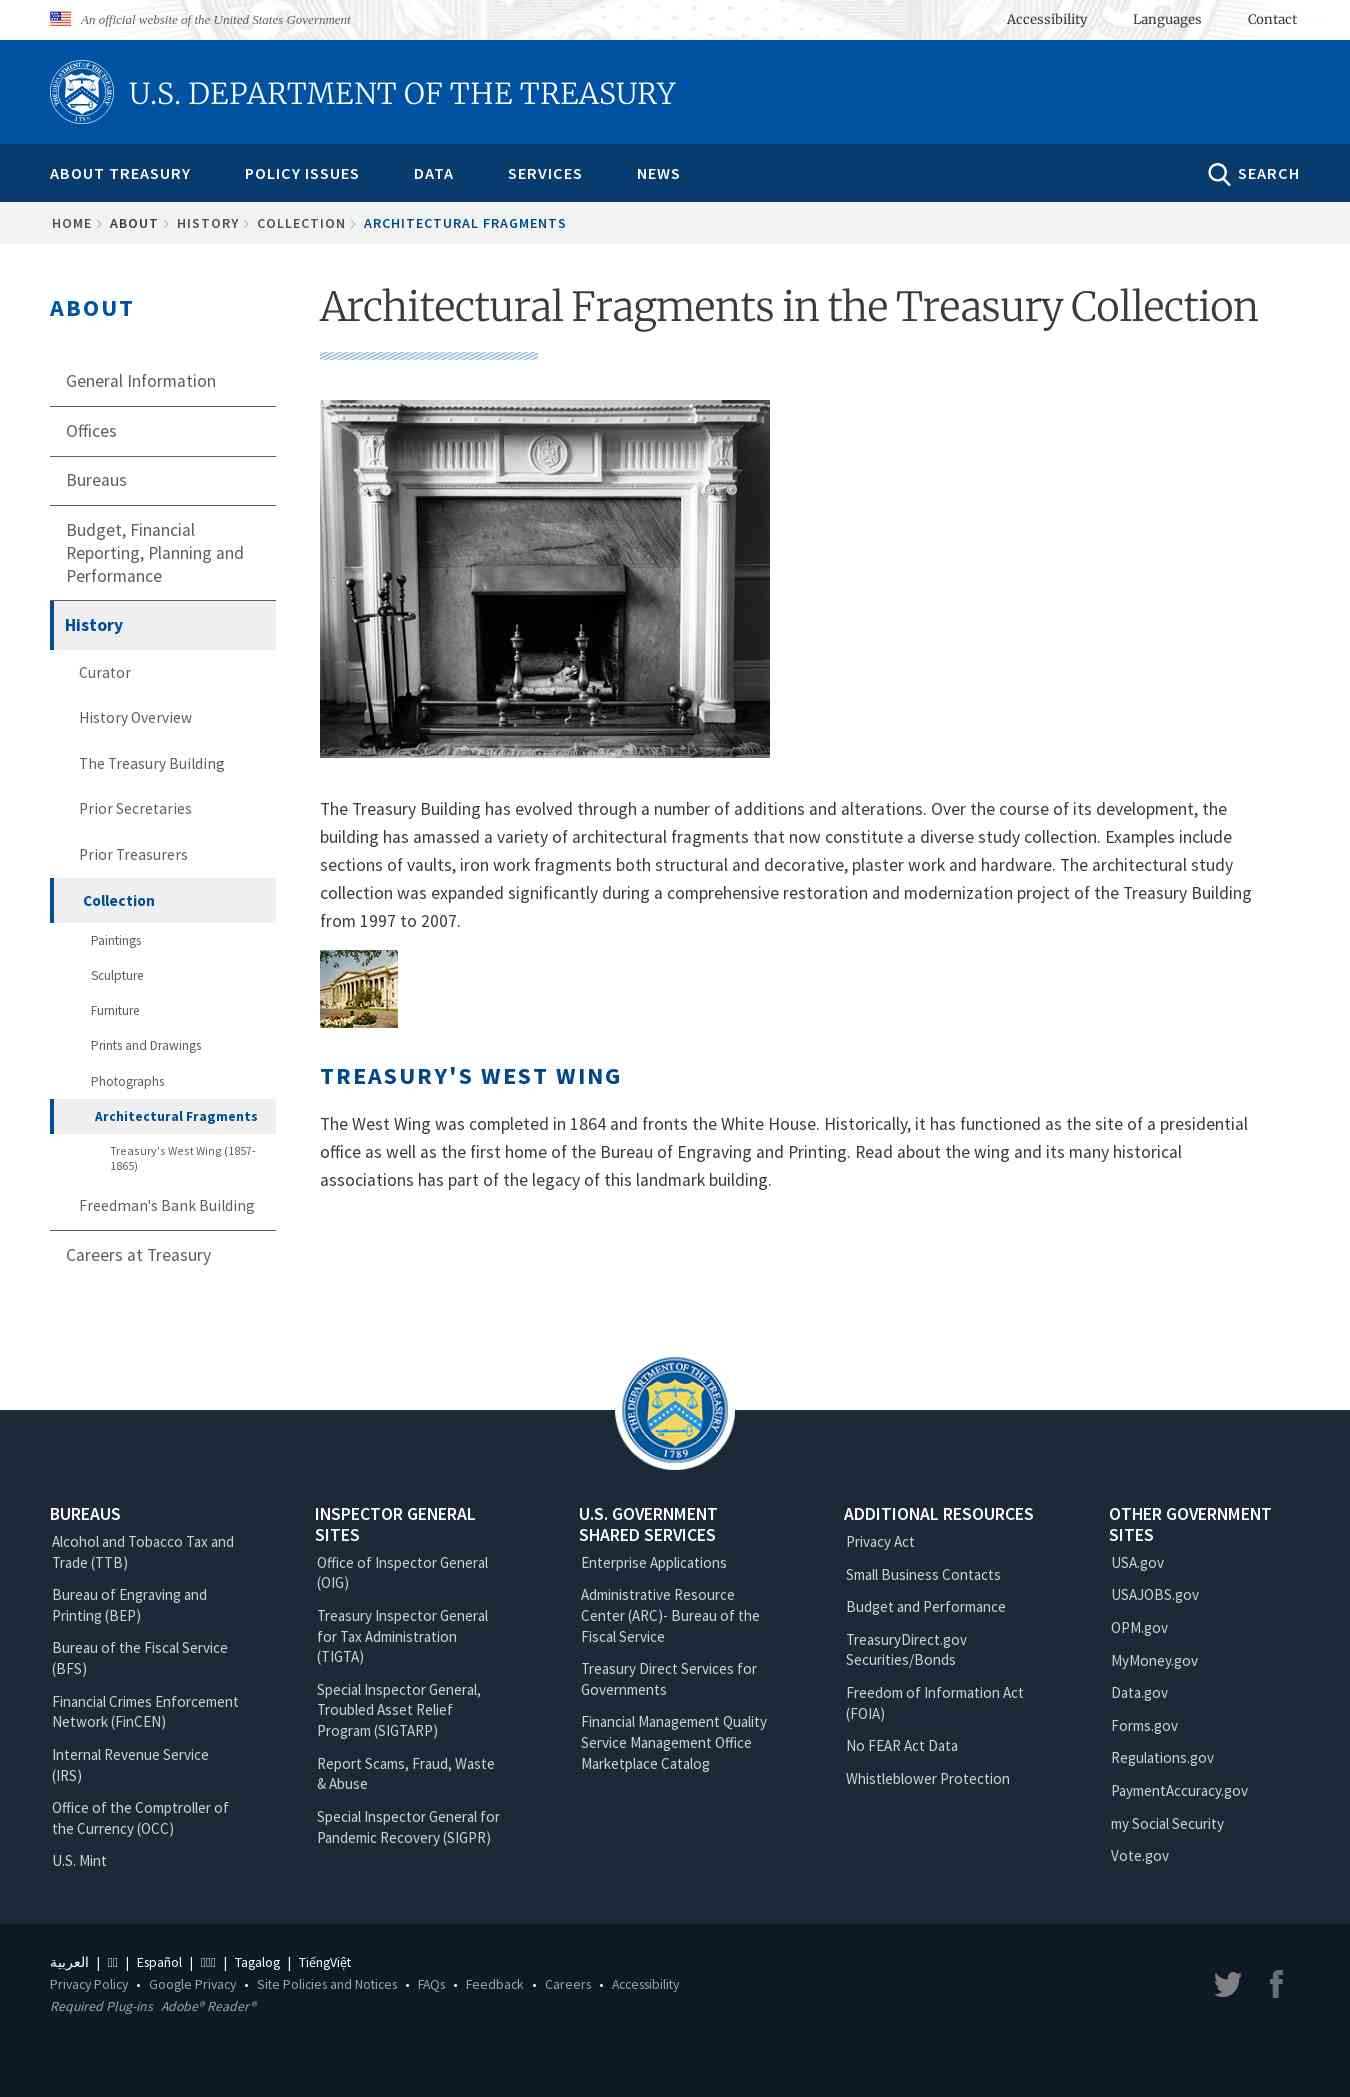 An official website of the United States Government
Accessibility Languages Contact
U.S. DEPARTMENT OF THE TREASURY
ABOUT TREASURY POLICY ISSUES DATA SERVICES NEWS SEARCH
HOME ABOUT HISTORY COLLECTION ARCHITECTURAL FRAGMENTS
ABOUT
General Information
Offices
Bureaus
Budget, Financial
Reporting, Planning and
Performance
History
Curator
History Overview
The Treasury Building
Prior Secretaries
Prior Treasurers
Collection
Paintings
Sculpture
Furniture
Prints and Drawings
Photographs
Architectural Fragments
Treasury's West Wing (1857-
1865)
Freedman's Bank Building
Careers at Treasury
Architectural Fragments in the Treasury Collection
The Treasury Building has evolved through a number of additions and alterations. Over the course of its development, the
building has amassed a variety of architectural fragments that now constitute a diverse study collection. Examples include
sections of vaults, iron work fragments both structural and decorative, plaster work and hardware. The architectural study
collection was expanded significantly during a comprehensive restoration and modernization project of the Treasury Building
from 1997 to 2007.
TREASURY'S WEST WING
The West Wing was completed in 1864 and fronts the White House. Historically, it has functioned as the site of a presidential
office as well as the first home of the Bureau of Engraving and Printing. Read about the wing and its many historical
associations has part of the legacy of this landmark building.
THE DEPARTMENT OF THE TREASURY
1789
BUREAUS
Alcohol and Tobacco Tax and
Trade (TTB)
Bureau of Engraving and
Printing (BEP)
Bureau of the Fiscal Service
(BFS)
Financial Crimes Enforcement
Network (FinCEN)
Internal Revenue Service
(IRS)
Office of the Comptroller of
the Currency (OCC)
U.S. Mint
INSPECTOR GENERAL
SITES
Office of Inspector General
(OIG)
Treasury Inspector General
for Tax Administration
(TIGTA)
Special Inspector General,
Troubled Asset Relief
Program (SIGTARP)
Report Scams, Fraud, Waste
& Abuse
Special Inspector General for
Pandemic Recovery (SIGPR)
U.S. GOVERNMENT
SHARED SERVICES
Enterprise Applications
Administrative Resource
Center (ARC)- Bureau of the
Fiscal Service
Treasury Direct Services for
Governments
Financial Management Quality
Service Management Office
Marketplace Catalog
ADDITIONAL RESOURCES
Privacy Act
Small Business Contacts
Budget and Performance
TreasuryDirect.gov
Securities/Bonds
Freedom of Information Act
(FOIA)
No FEAR Act Data
Whistleblower Protection
OTHER GOVERNMENT
SITES
USA.gov
USAJOBS.gov
OPM.gov
MyMoney.gov
Data.gov
Forms.gov
Regulations.gov
PaymentAccuracy.gov
my Social Security
Vote.gov
العربية | | Español | | Tagalog | TiếngViệt
Privacy Policy • Google Privacy • Site Policies and Notices • FAQs • Feedback • Careers • Accessibility
Required Plug-ins Adobe® Reader®